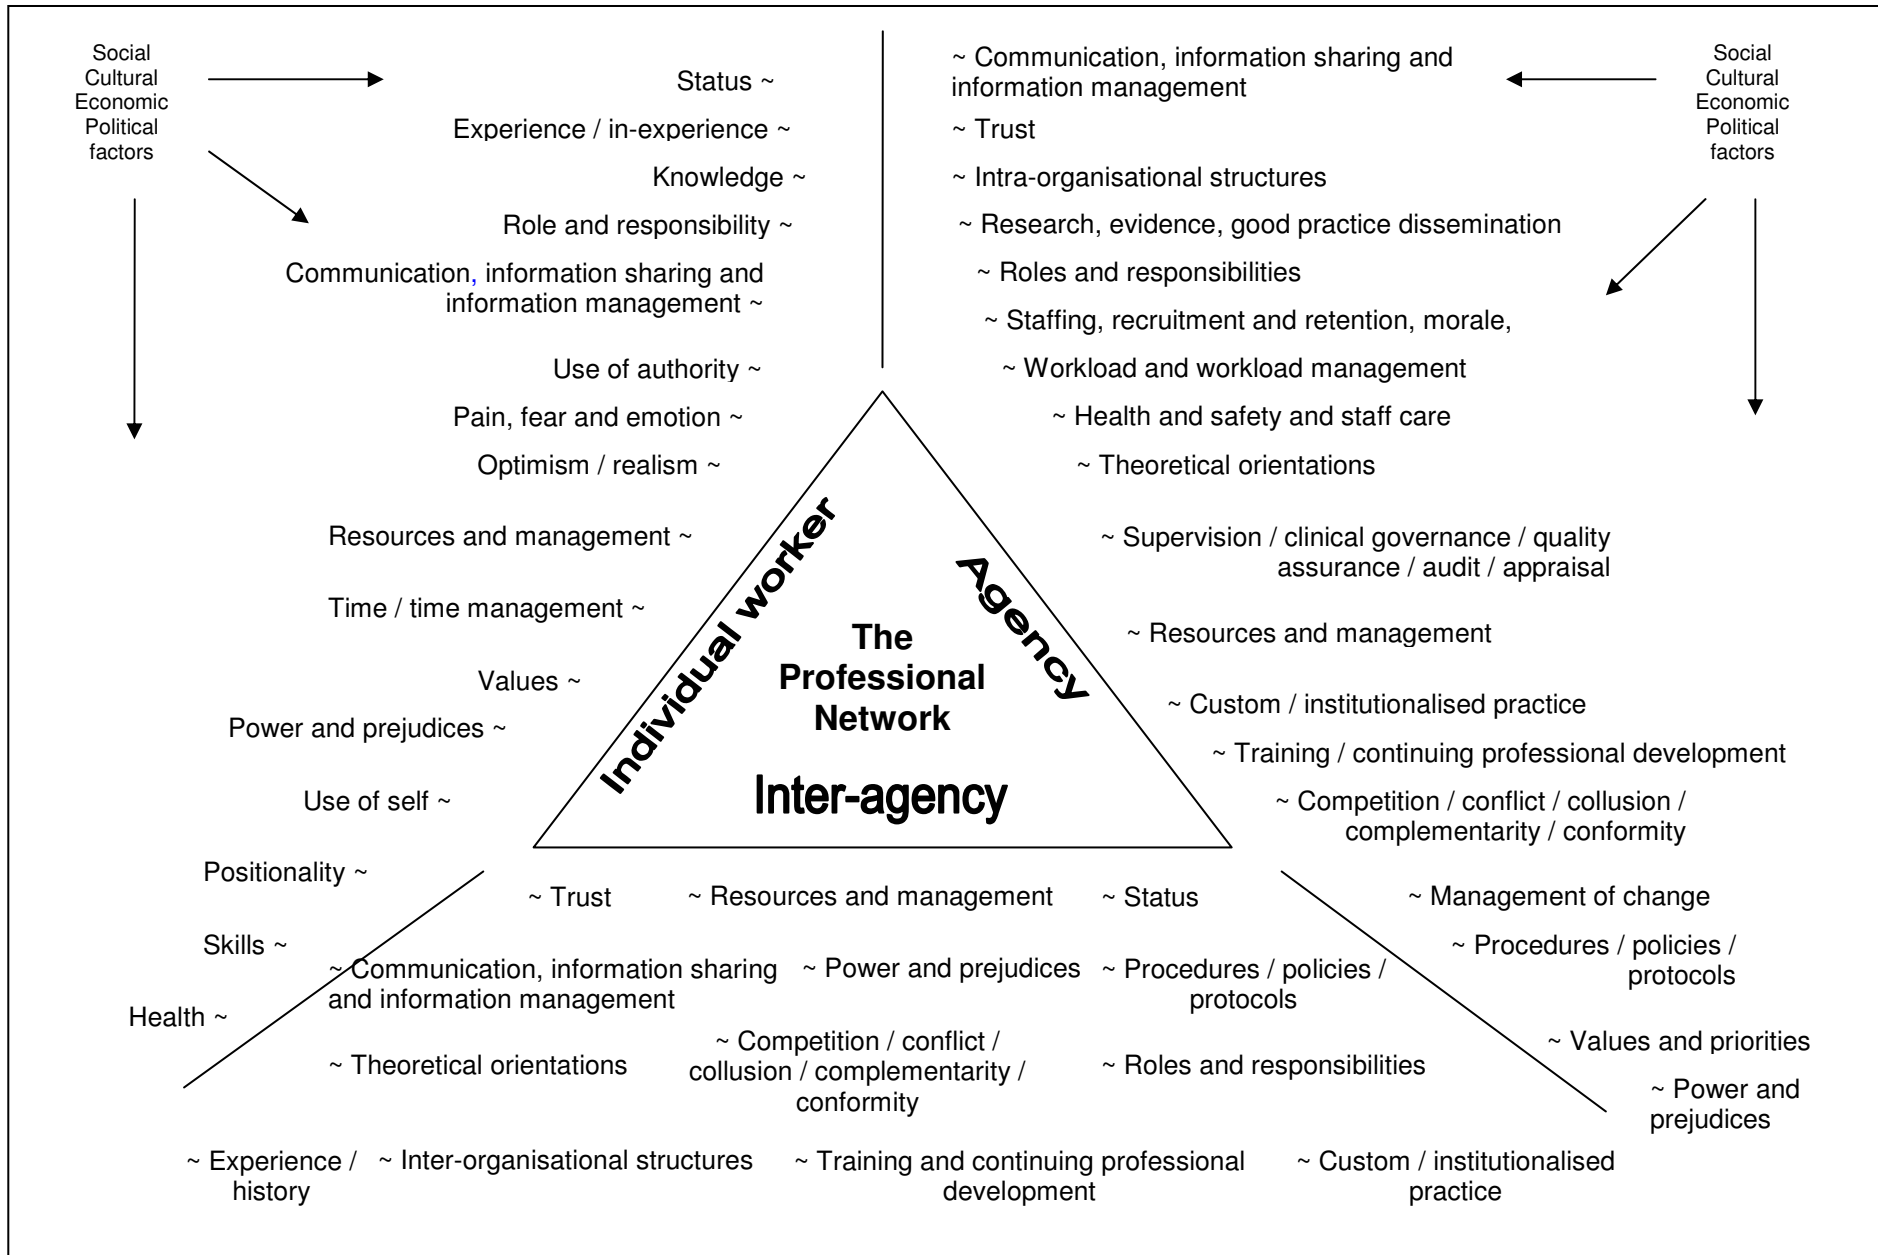 Social
Cultural
Economic
Political
factors
Status ~
Experience / in-experience ~
Knowledge ~
Role and responsibility ~
Communication, information sharing and
information management ~
Use of authority ~
Pain, fear and emotion ~
Optimism / realism ~
Resources and management ~
Time / time management ~
Values ~
Power and prejudices ~
Use of self ~
Positionality ~
Skills ~
Health ~
~ Communication, information sharing and
information management
~ Trust
~ Intra-organisational structures
~ Research, evidence, good practice dissemination
~ Roles and responsibilities
~ Staffing, recruitment and retention, morale,
~ Workload and workload management
~ Health and safety and staff care
~ Theoretical orientations
~ Supervision / clinical governance / quality
assurance / audit / appraisal
~ Resources and management
~ Custom / institutionalised practice
~ Training / continuing professional development
~ Competition / conflict / collusion /
complementarity / conformity
~ Management of change
~ Procedures / policies /
protocols
~ Values and priorities
~ Power and
prejudices
Social
Cultural
Economic
Political
factors
Individual worker
Agency
The
Professional
Network
Inter-agency
~ Trust
~ Resources and management
~ Status
~ Communication, information sharing
and information management
~ Power and prejudices
~ Procedures / policies /
protocols
~ Theoretical orientations
~ Competition / conflict /
collusion / complementarity /
conformity
~ Roles and responsibilities
~ Experience /
history
~ Inter-organisational structures
~ Training and continuing professional
development
~ Custom / institutionalised
practice